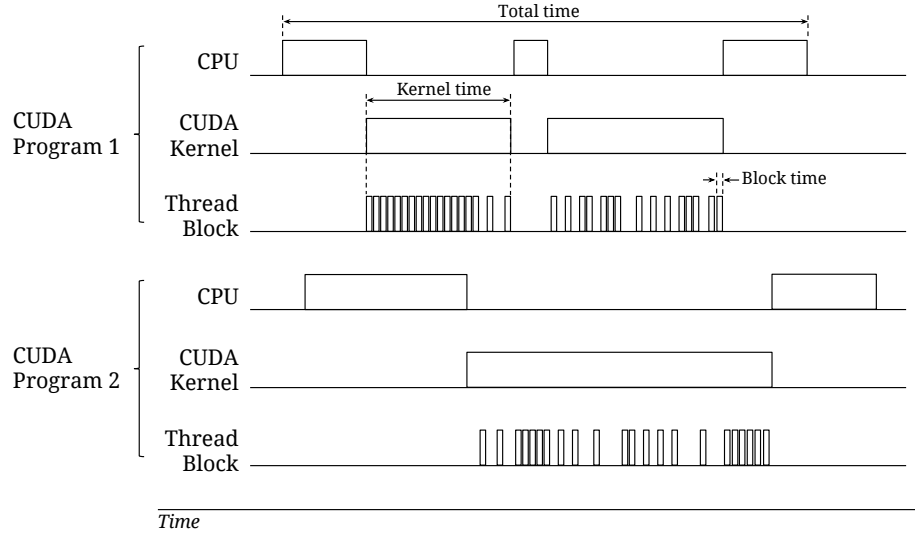 Total time
CPU
Kernel time
CUDA
Program 1
CUDA
Kernel
Block time
Thread
Block
CPU
CUDA
Program 2
CUDA
Kernel
Thread
Block
Time